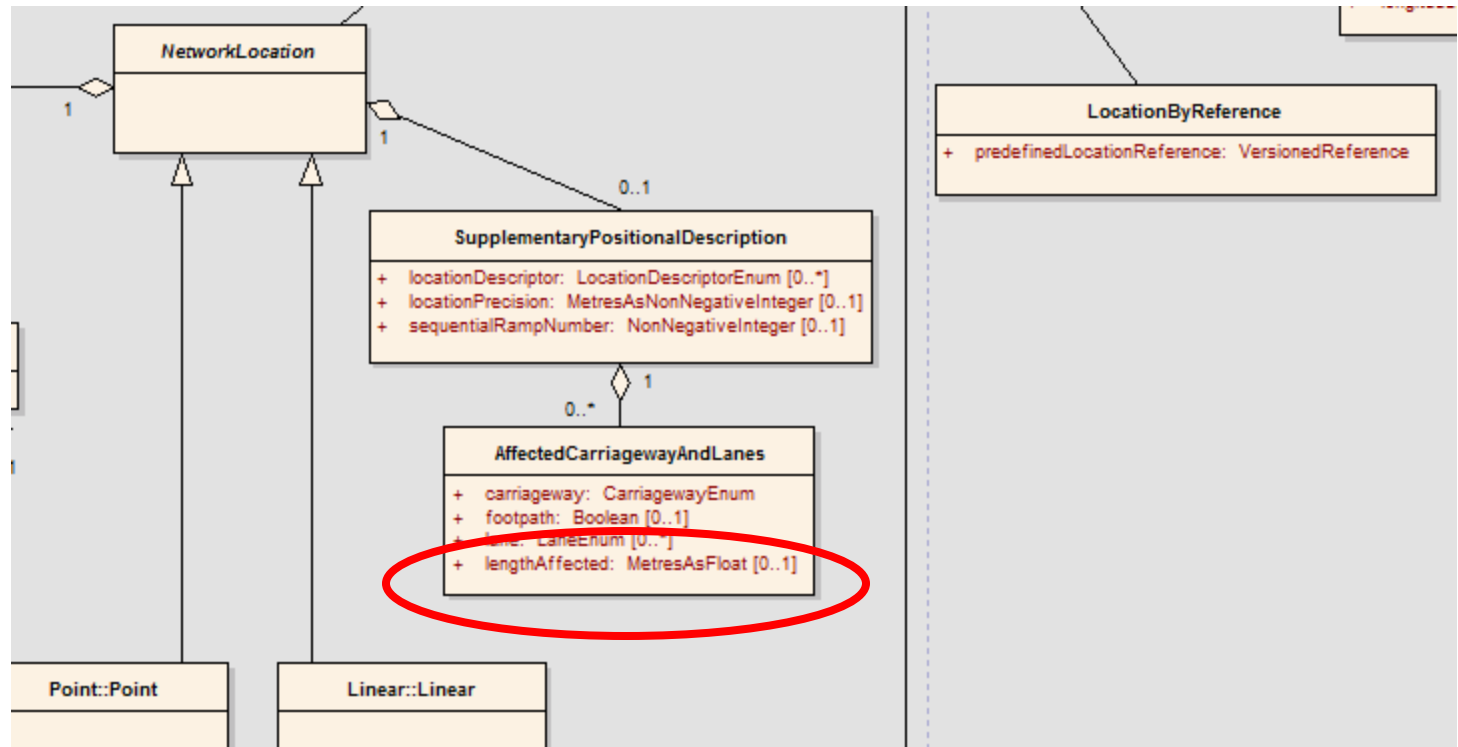 NetworkLocation
1
1
0..1
SupplementaryPositionalDescription
+ locationDescriptor: LocationDescriptorEnum [0..*]
+ locationPrecision: MetresAsNonNegativeInteger [0..1]
+ sequentialRampNumber: NonNegativeInteger [0..1]
1
0..*
AffectedCarriagewayAndLanes
+ carriageway: CarriagewayEnum
+ footpath: Boolean [0..1]
+ lane: LaneEnum [0..*]
+ lengthAffected: MetresAsFloat [0..1]
1
Point::Point
Linear::Linear
LocationByReference
+ predefinedLocationReference: VersionedReference